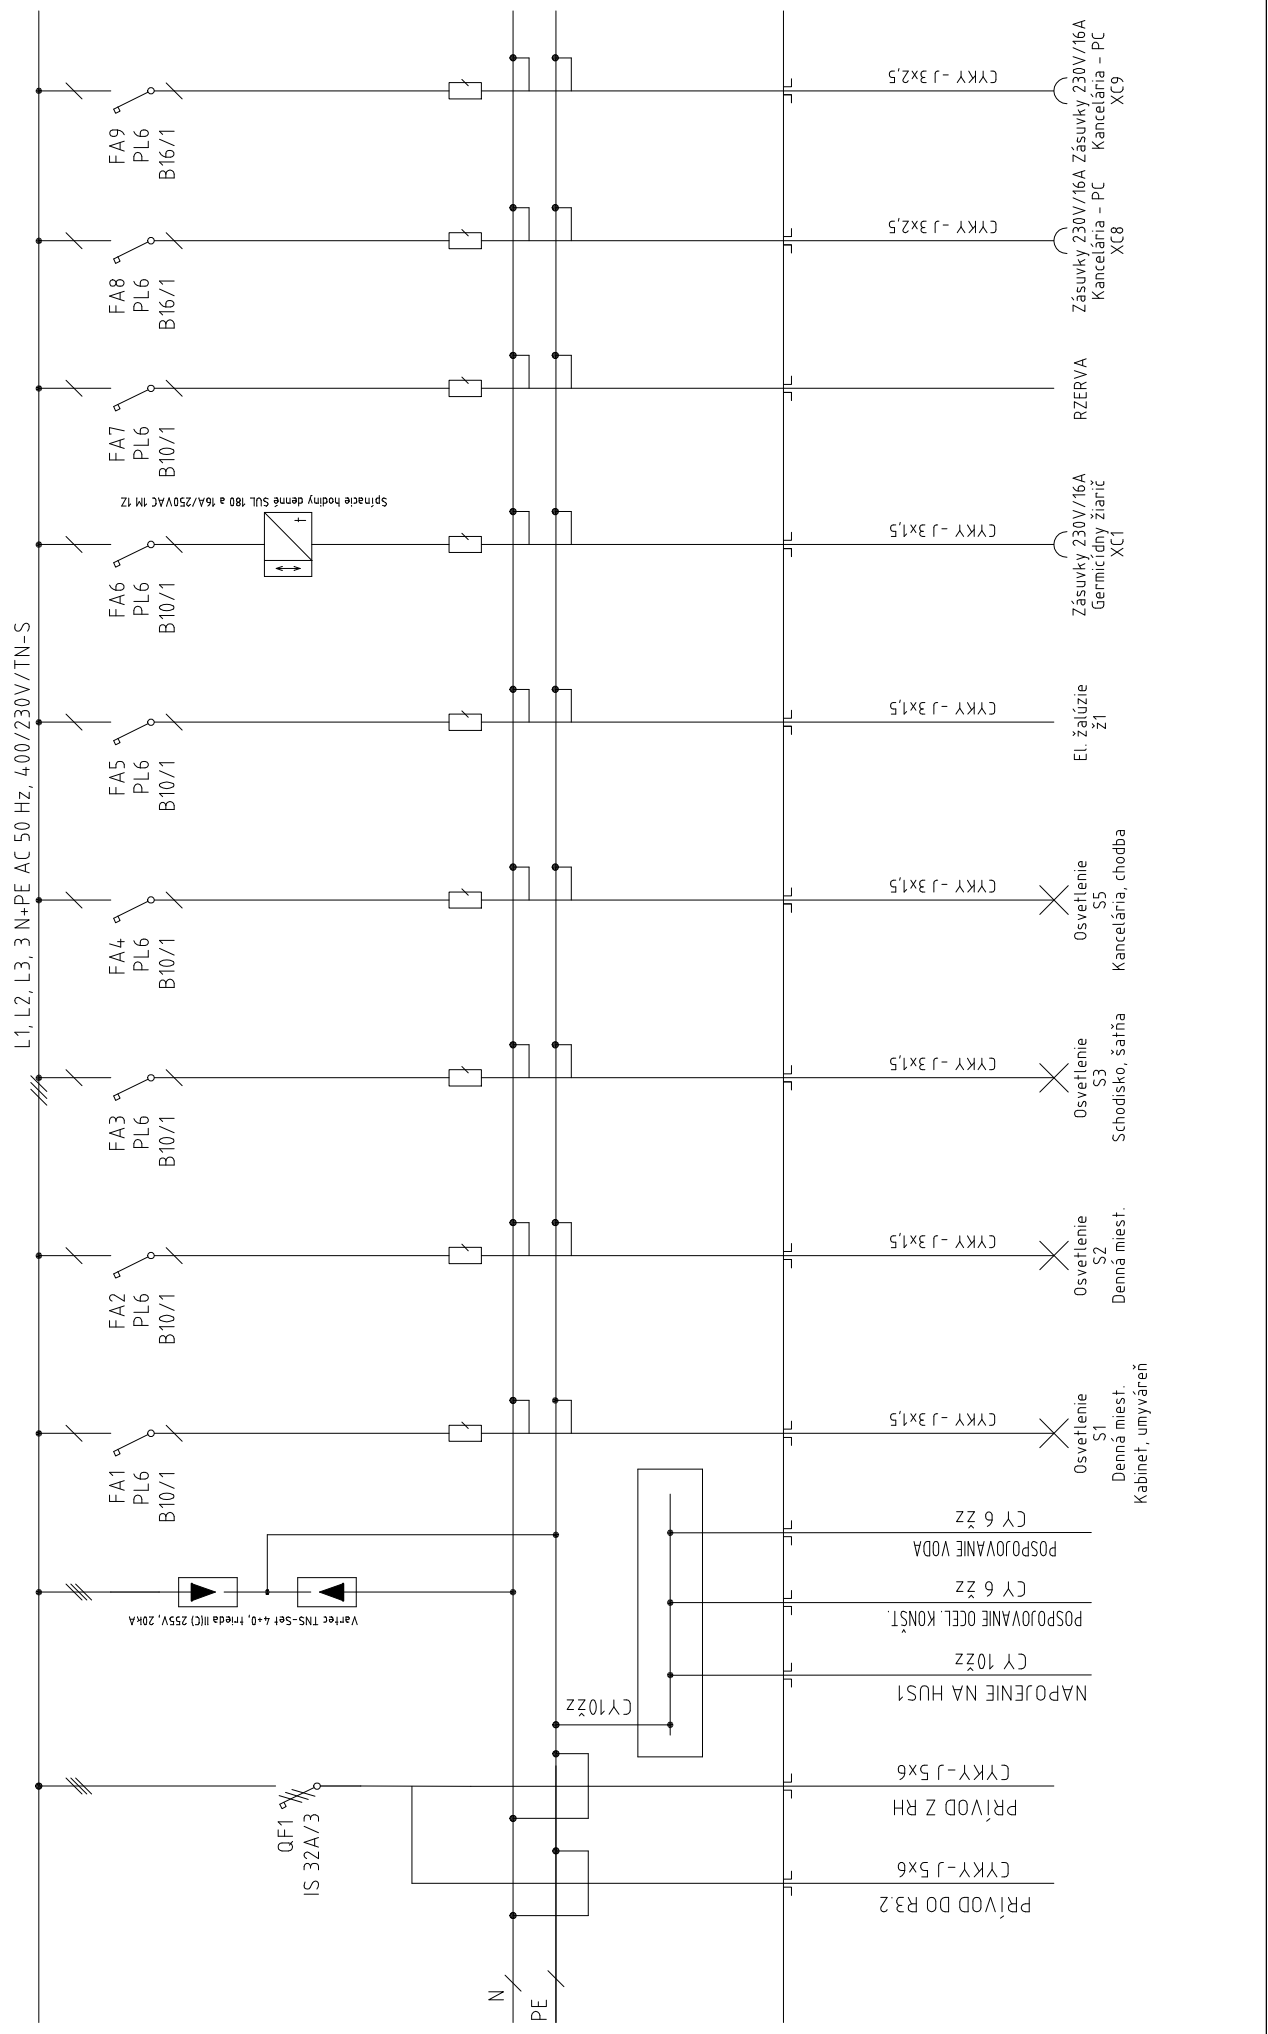 L1, L2, L3, 3 N+PE AC 50 Hz, 400/230V/TN-S
QF1
IS 32A/3
N
PE
PRÍVOD DO R3.2
CYKY-J 5x6
PRÍVOD Z RH
CYKY-J 5x6
CY10žz
NAPOJENIE NA HUS1
CY 10žz
POSPOJOVANIE OCEL. KONŠT.
CY 6 žz
POSPOJOVANIE VODA
CY 6 žz
Vartec TNS-Set 4+0, trieda II(C) 255V, 20kA
FA1
PL6
B10/1
CYKY - J 3x1,5
Osvetlenie
S1
Denná miest.
Kabinet, umyváreň
FA2
PL6
B10/1
CYKY - J 3x1,5
Osvetlenie
S2
Denná miest.
FA3
PL6
B10/1
CYKY - J 3x1,5
Osvetlenie
S3
Schodisko, šatňa
FA4
PL6
B10/1
CYKY - J 3x1,5
Osvetlenie
S5
Kancelária, chodba
FA5
PL6
B10/1
CYKY - J 3x1,5
El. žalúzie
Ž1
FA6
PL6
B10/1
Spínacie hodiny denné SUL 180 a 16A/250VAC 1M 1Z
CYKY - J 3x1,5
Zásuvky 230V/16A
Germicídny žiarič
XC1
FA7
PL6
B10/1
RZERVA
FA8
PL6
B16/1
CYKY - J 3x2,5
Zásuvky 230V/16A
Kancelária - PC
XC8
FA9
PL6
B16/1
CYKY - J 3x2,5
Zásuvky 230V/16A
Kancelária - PC
XC9